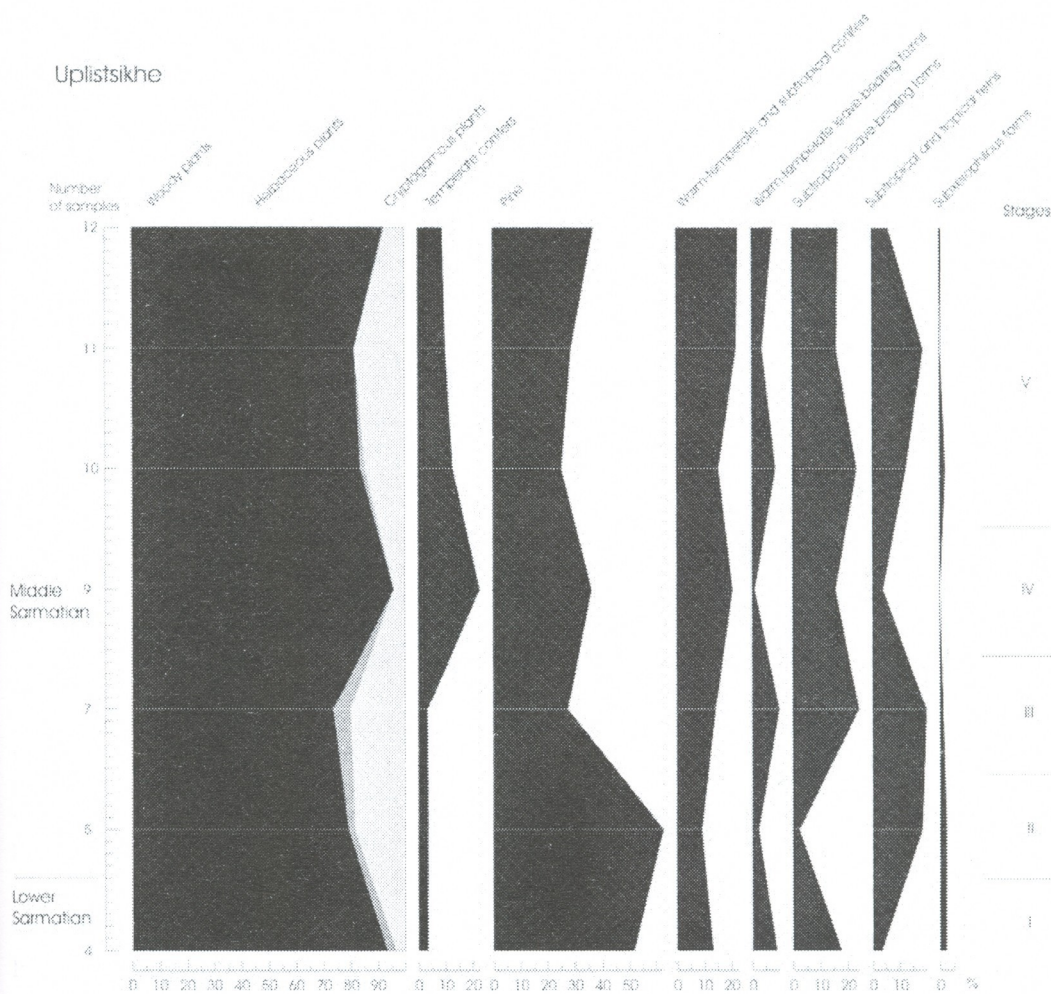 Uplistsikhe
Number
of samples
Woody plants
Herbaceous plants
Cryptogamous plants
Temperate conifers
Pine
Warm-temperate and subtropical conifers
Warm-temperate leave-bearing forms
Subtropical leave-bearing forms
Subtropical and tropical ferns
Subxerophilous forms
Stages
12
11
V
10
Middle 9 IV
Sarmatian
7 III
5 II
Lower
Sarmatian
I
4
0 10 20 30 40 50 60 70 80 90 0 10 20 0 10 20 30 40 50 0 10 20 0 0 10 20 0 10 0 %